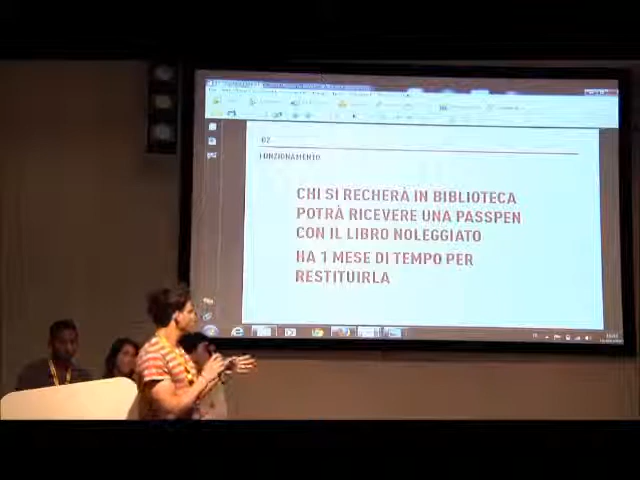 02
FUNZIONAMENTO
CHI SI RECHERÀ IN BIBLIOTECA
POTRÀ RICEVERE UNA PASSPEN
CON IL LIBRO NOLEGGIATO
HA 1 MESE DI TEMPO PER
RESTITUIRLA